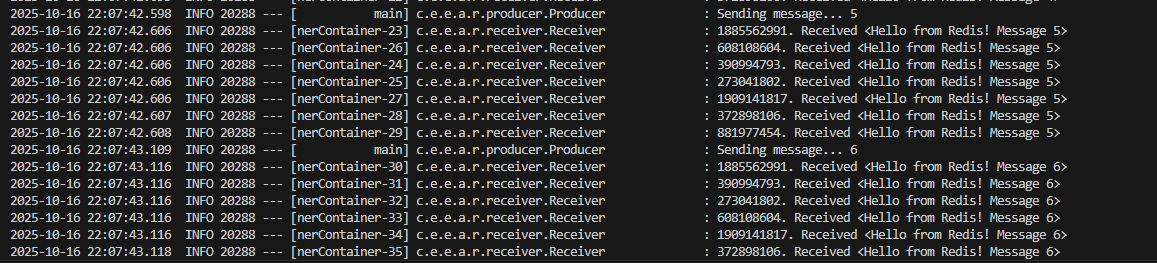 2025-10-16 22:07:42.598  INFO 20288 --- [           main] c.e.e.a.r.producer.Producer              : Sending message... 5
2025-10-16 22:07:42.606  INFO 20288 --- [nerContainer-23] c.e.e.a.r.receiver.Receiver              : 1885562991. Received <Hello from Redis! Message 5>
2025-10-16 22:07:42.606  INFO 20288 --- [nerContainer-26] c.e.e.a.r.receiver.Receiver              : 608108604. Received <Hello from Redis! Message 5>
2025-10-16 22:07:42.606  INFO 20288 --- [nerContainer-24] c.e.e.a.r.receiver.Receiver              : 390994793. Received <Hello from Redis! Message 5>
2025-10-16 22:07:42.606  INFO 20288 --- [nerContainer-25] c.e.e.a.r.receiver.Receiver              : 273041802. Received <Hello from Redis! Message 5>
2025-10-16 22:07:42.606  INFO 20288 --- [nerContainer-27] c.e.e.a.r.receiver.Receiver              : 1909141817. Received <Hello from Redis! Message 5>
2025-10-16 22:07:42.607  INFO 20288 --- [nerContainer-28] c.e.e.a.r.receiver.Receiver              : 372898106. Received <Hello from Redis! Message 5>
2025-10-16 22:07:42.608  INFO 20288 --- [nerContainer-29] c.e.e.a.r.receiver.Receiver              : 881977454. Received <Hello from Redis! Message 5>
2025-10-16 22:07:43.109  INFO 20288 --- [           main] c.e.e.a.r.producer.Producer              : Sending message... 6
2025-10-16 22:07:43.116  INFO 20288 --- [nerContainer-30] c.e.e.a.r.receiver.Receiver              : 1885562991. Received <Hello from Redis! Message 6>
2025-10-16 22:07:43.116  INFO 20288 --- [nerContainer-31] c.e.e.a.r.receiver.Receiver              : 390994793. Received <Hello from Redis! Message 6>
2025-10-16 22:07:43.116  INFO 20288 --- [nerContainer-32] c.e.e.a.r.receiver.Receiver              : 273041802. Received <Hello from Redis! Message 6>
2025-10-16 22:07:43.116  INFO 20288 --- [nerContainer-33] c.e.e.a.r.receiver.Receiver              : 608108604. Received <Hello from Redis! Message 6>
2025-10-16 22:07:43.116  INFO 20288 --- [nerContainer-34] c.e.e.a.r.receiver.Receiver              : 1909141817. Received <Hello from Redis! Message 6>
2025-10-16 22:07:43.118  INFO 20288 --- [nerContainer-35] c.e.e.a.r.receiver.Receiver              : 372898106. Received <Hello from Redis! Message 6>